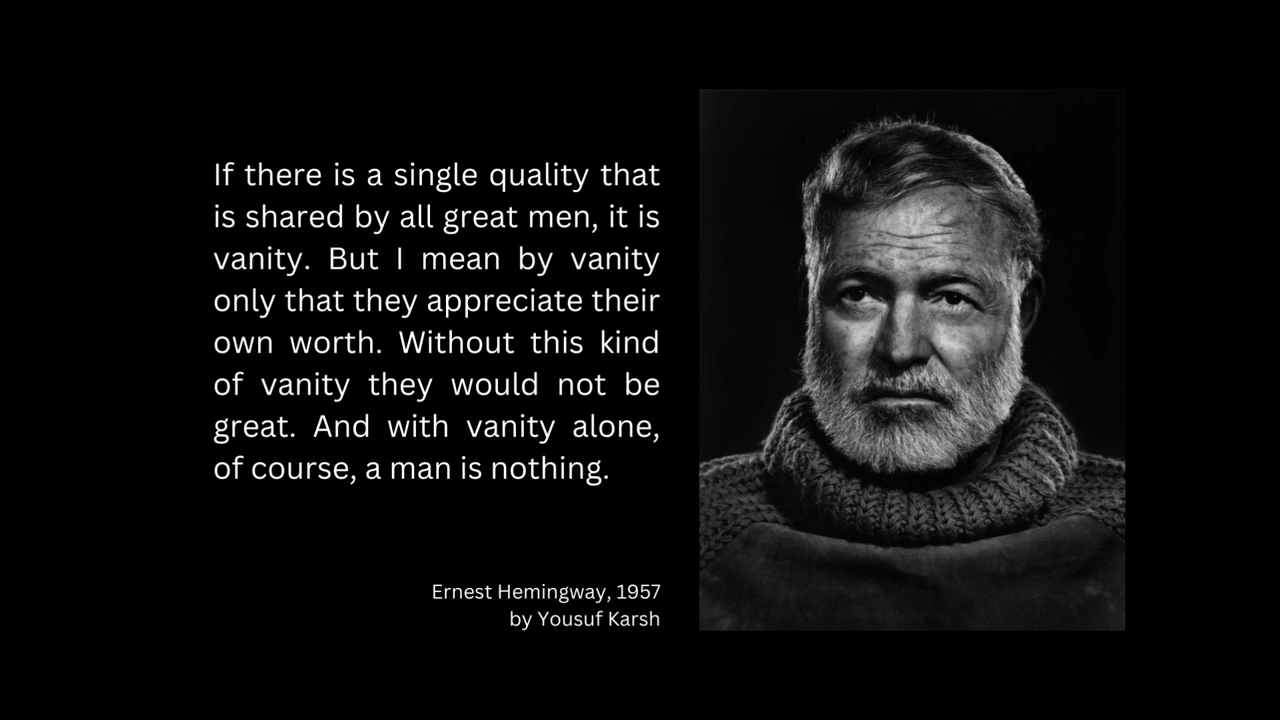 If there is a single quality that
is shared by all great men, it is
vanity. But I mean by vanity
only that they appreciate their
own worth. Without this kind
of vanity they would not be
great. And with vanity alone,
of course, a man is nothing.
Ernest Hemingway, 1957
by Yousuf Karsh